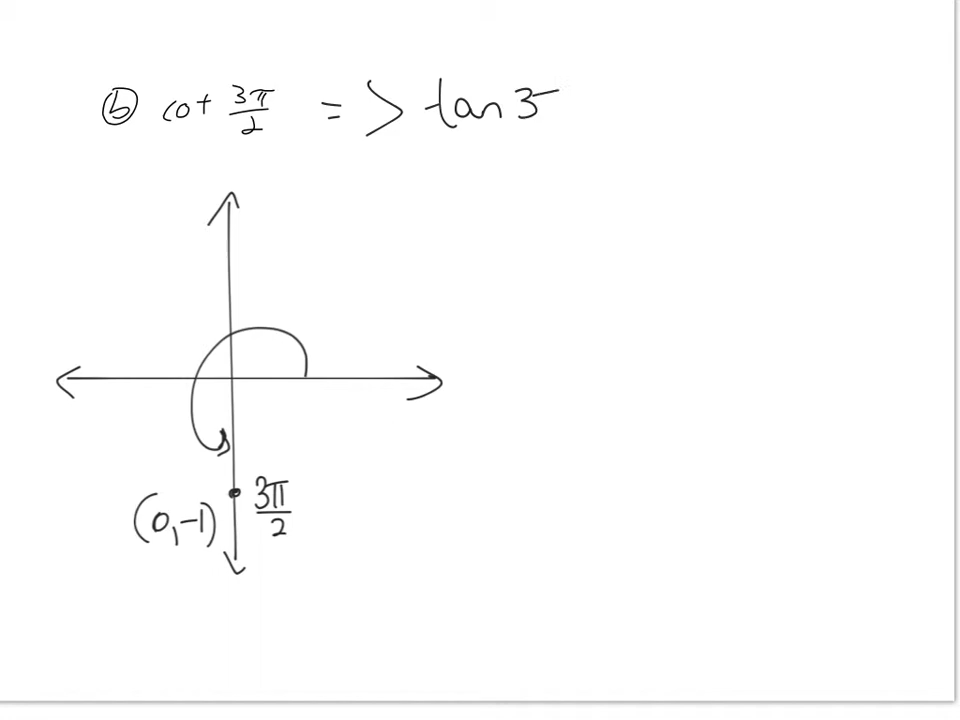 ⓑ cot 3π/2 => tan 3
(0,-1) 3π/2